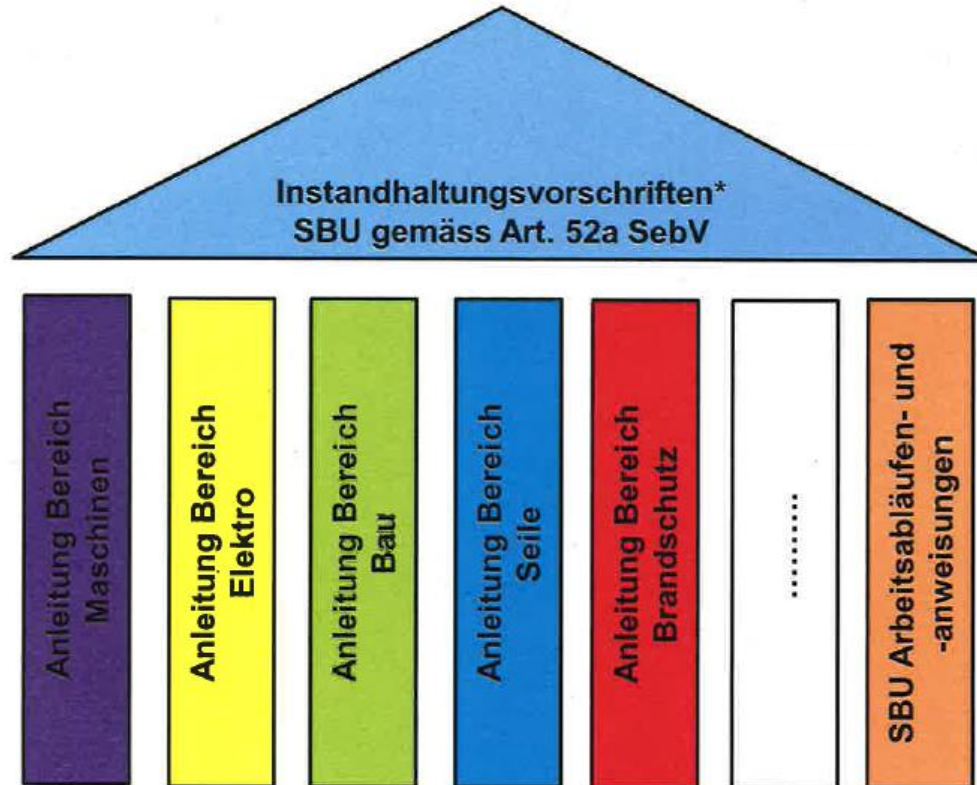 Instandhaltungsvorschriften*
SBU gemäss Art. 52a SebV
Anleitung Bereich
Maschinen
Anleitung Bereich
Elektro
Anleitung Bereich
Bau
Anleitung Bereich
Seile
Anleitung Bereich
Brandschutz
..........
SBU Arbeitsabläufen- und
-anweisungen